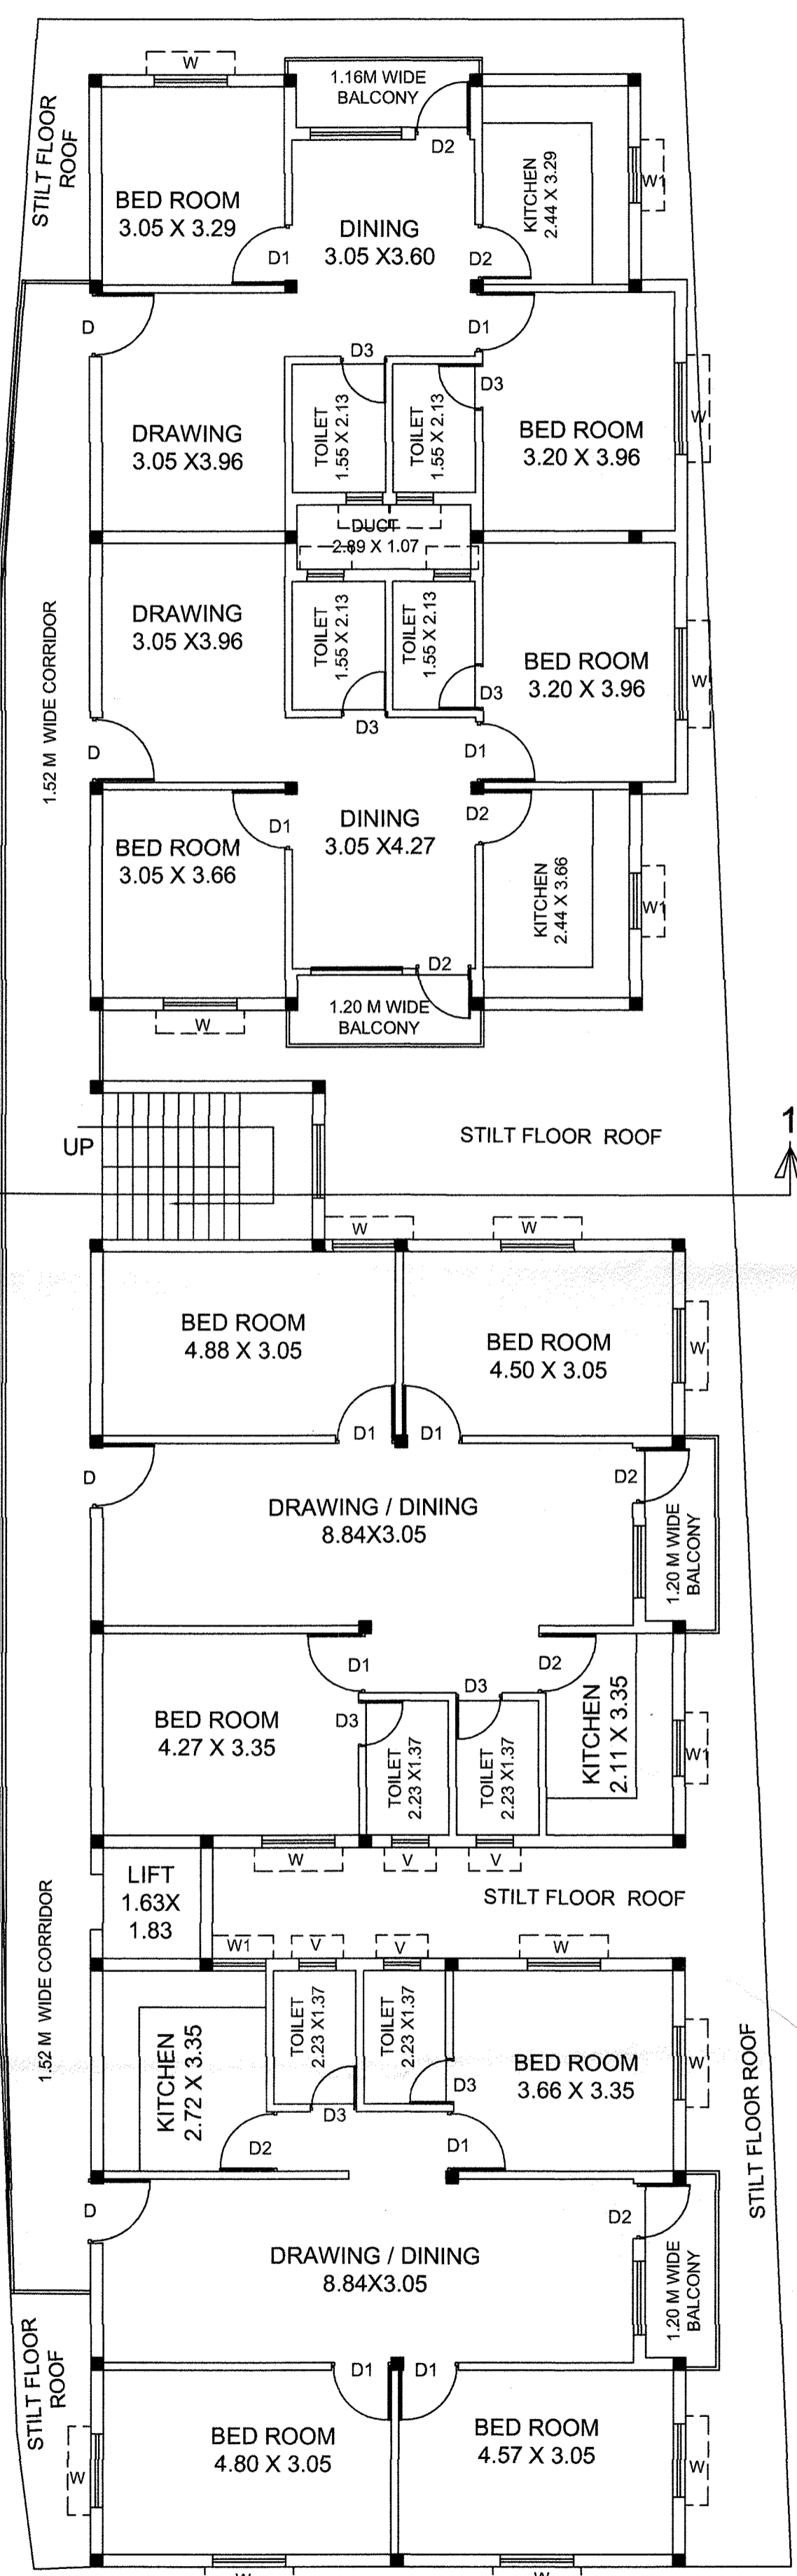 W
1.16M WIDE
BALCONY
D2
STILT FLOOR
ROOF
BED ROOM
3.05 X 3.29
DINING
3.05 X3.60
KITCHEN
2.44 X 3.29
W1
D1
D2
D
D1
D3
D3
DRAWING
3.05 X3.96
TOILET
1.55 X 2.13
TOILET
1.55 X 2.13
BED ROOM
3.20 X 3.96
W
DUCT
2.89 X 1.07
DRAWING
3.05 X3.96
TOILET
1.55 X 2.13
TOILET
1.55 X 2.13
BED ROOM
3.20 X 3.96
W
1.52 M WIDE CORRIDOR
D3
D3
D
D1
D1
D2
DINING
3.05 X4.27
BED ROOM
3.05 X 3.66
KITCHEN
2.44 X 3.66
W1
D2
1.20 M WIDE
BALCONY
W
STILT FLOOR ROOF
UP
1
W
W
BED ROOM
4.88 X 3.05
BED ROOM
4.50 X 3.05
W
D1
D1
D
D2
DRAWING / DINING
8.84X3.05
1.20 M WIDE
BALCONY
D1
D2
D3
D3
BED ROOM
4.27 X 3.35
TOILET
2.23 X1.37
TOILET
2.23 X1.37
KITCHEN
2.11 X 3.35
W1
W
V
V
LIFT
1.63X
1.83
STILT FLOOR ROOF
1.52 M WIDE CORRIDOR
W1
V
V
W
KITCHEN
2.72 X 3.35
TOILET
2.23 X1.37
TOILET
2.23 X1.37
BED ROOM
3.66 X 3.35
W
STILT FLOOR ROOF
D3
D3
D2
D1
D
D2
DRAWING / DINING
8.84X3.05
1.20 M WIDE
BALCONY
STILT FLOOR
ROOF
D1
D1
BED ROOM
4.80 X 3.05
BED ROOM
4.57 X 3.05
W
W
W
W